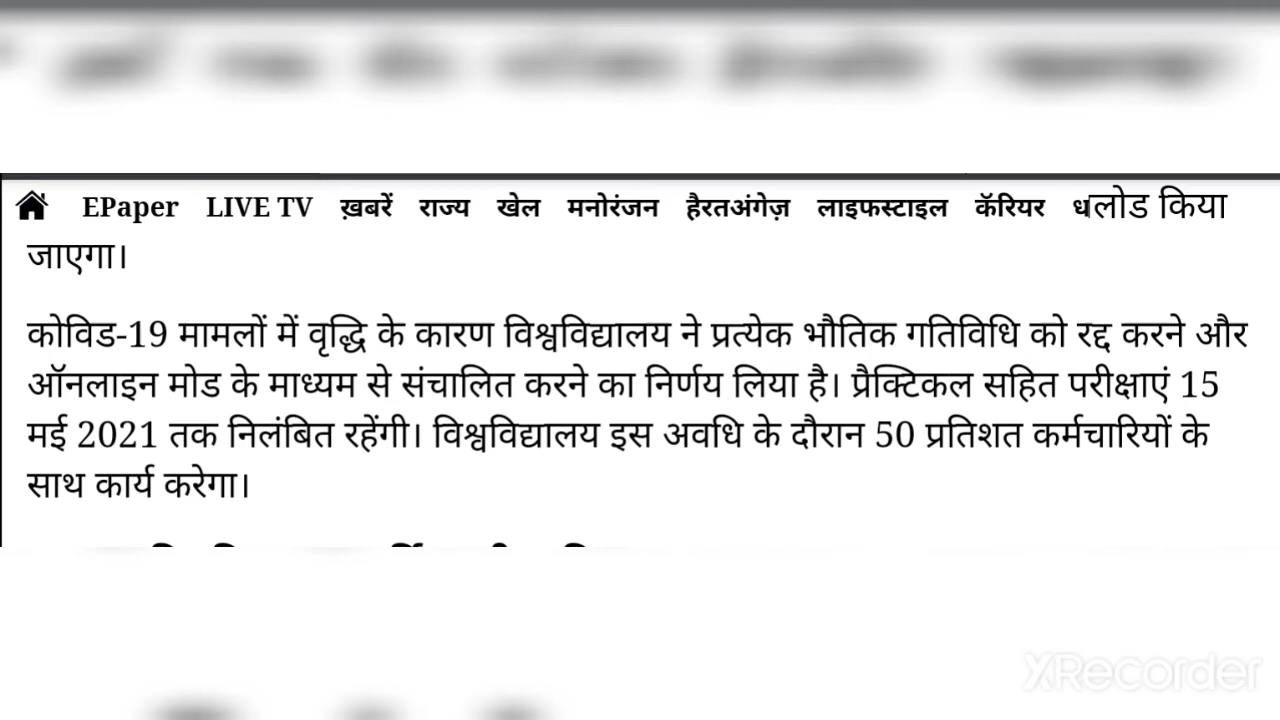 EPaper LIVE TV ख़बरें राज्य खेल मनोरंजन हैरतअंगेज़ लाइफस्टाइल कॅरियर ध लोड किया
जाएगा।
कोविड-19 मामलों में वृद्धि के कारण विश्वविद्यालय ने प्रत्येक भौतिक गतिविधि को रद्द करने और
ऑनलाइन मोड के माध्यम से संचालित करने का निर्णय लिया है। प्रैक्टिकल सहित परीक्षाएं 15
मई 2021 तक निलंबित रहेंगी। विश्वविद्यालय इस अवधि के दौरान 50 प्रतिशत कर्मचारियों के
साथ कार्य करेगा।
XRecorder